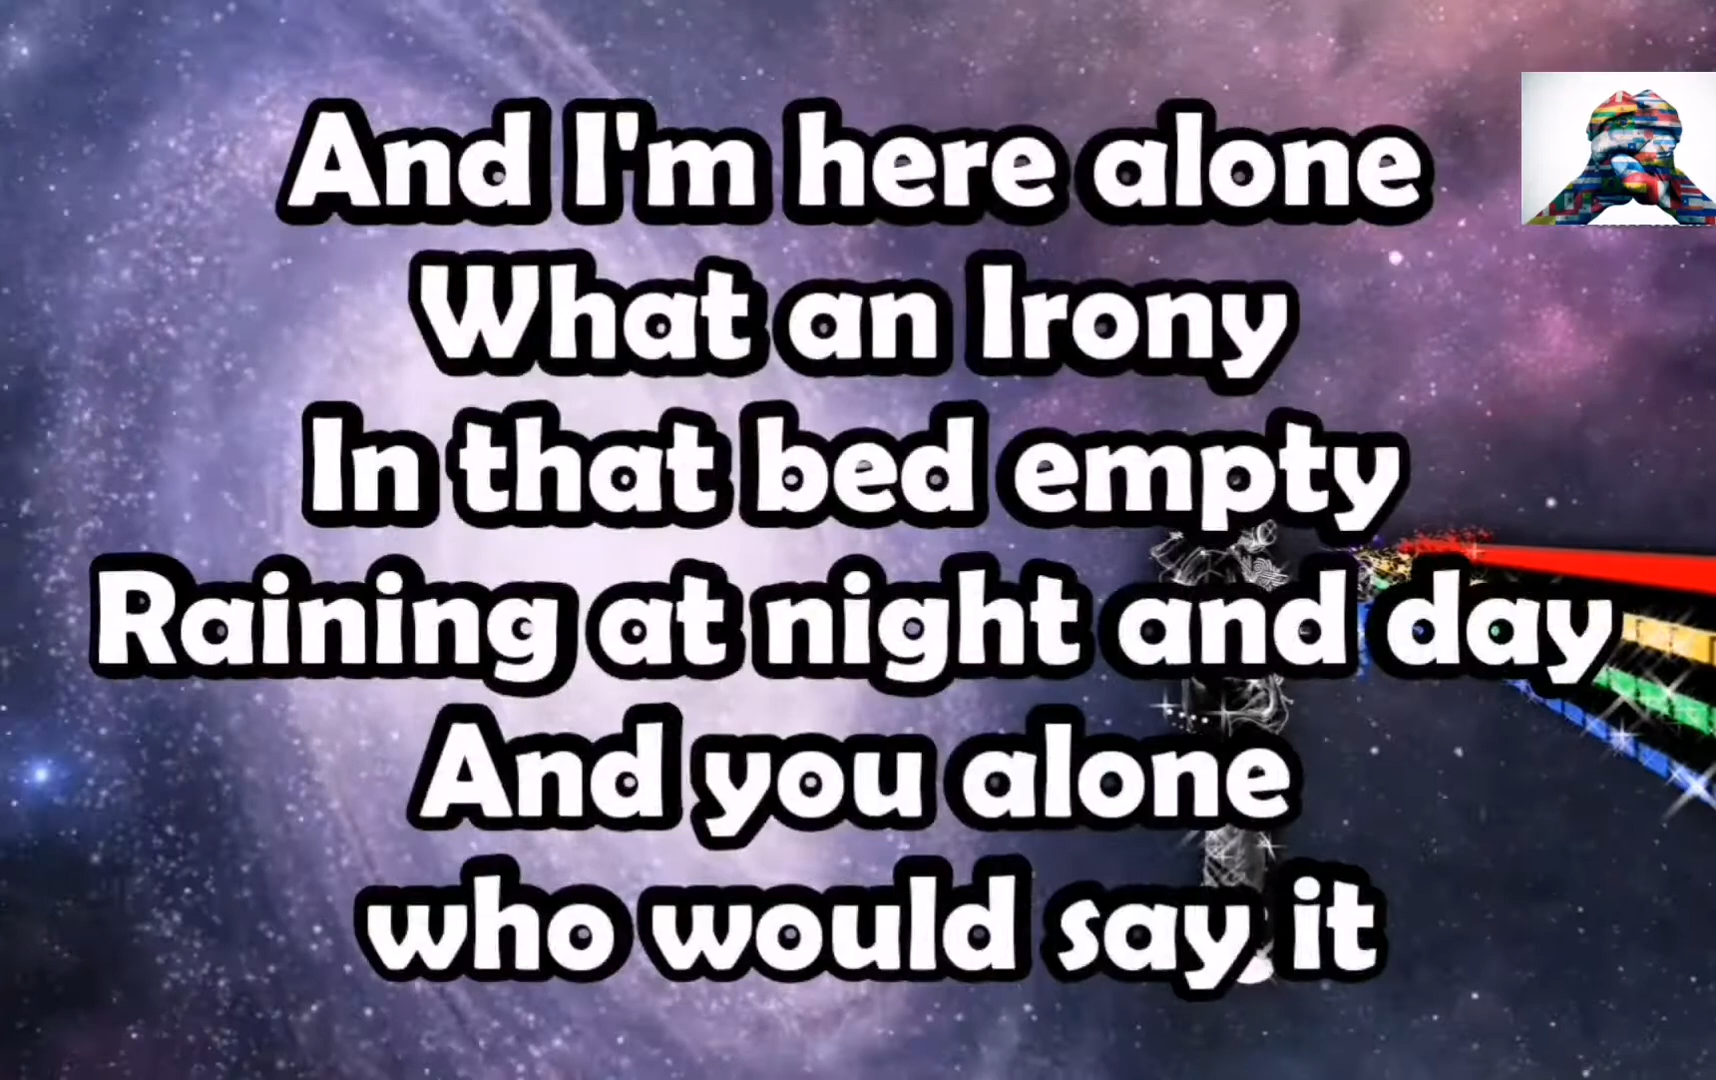 And I'm here alone
What an Irony
In that bed empty
Raining at night and day
And you alone
who would say it